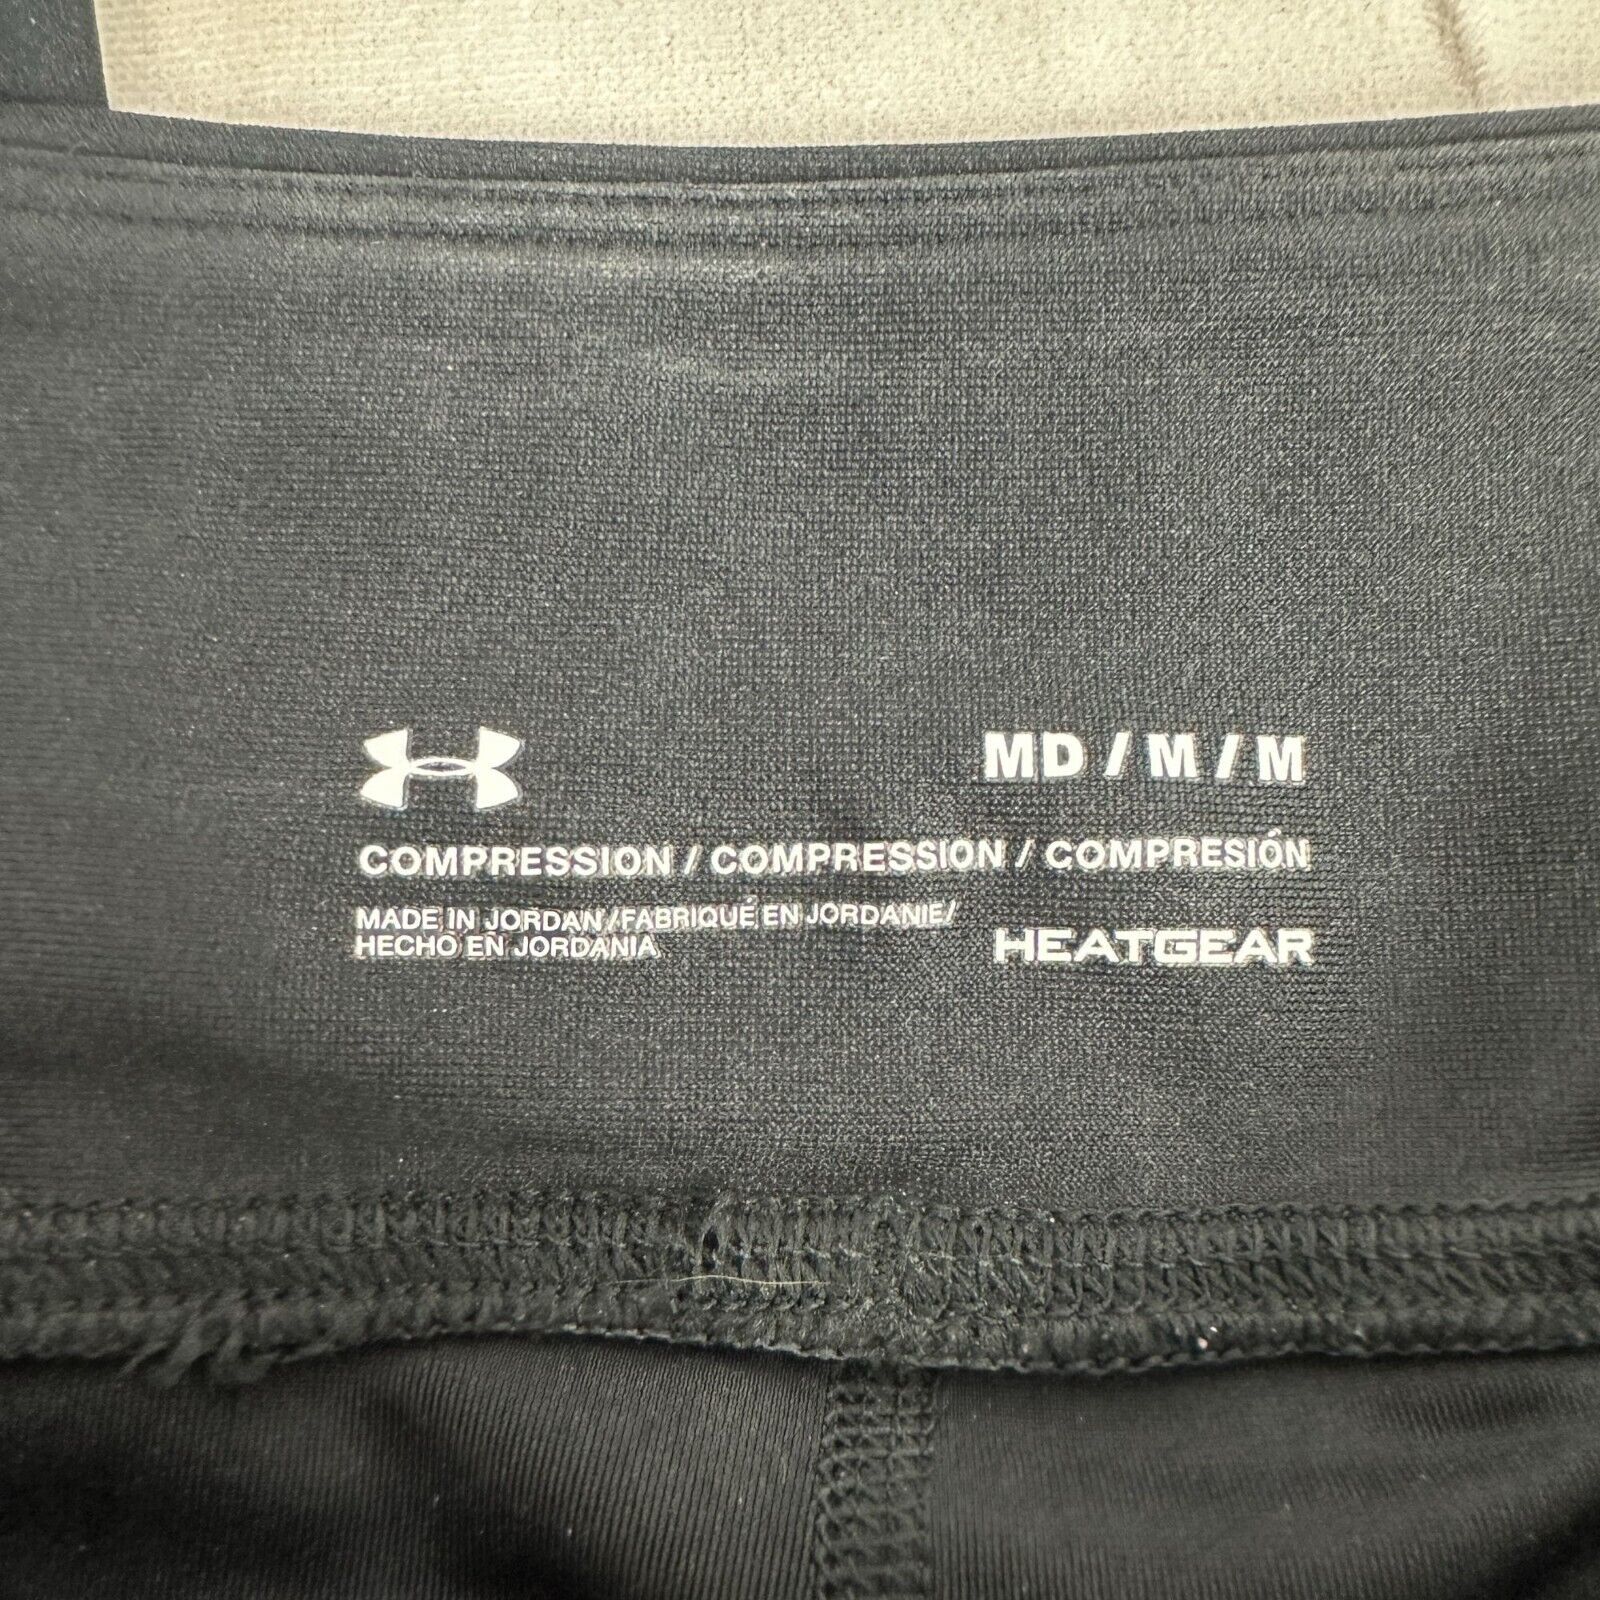 MD / M / M
COMPRESSION / COMPRESSION / COMPRESIÓN
MADE IN JORDAN/FABRIQUÉ EN JORDANIE/
HECHO EN JORDANIA
HEATGEAR